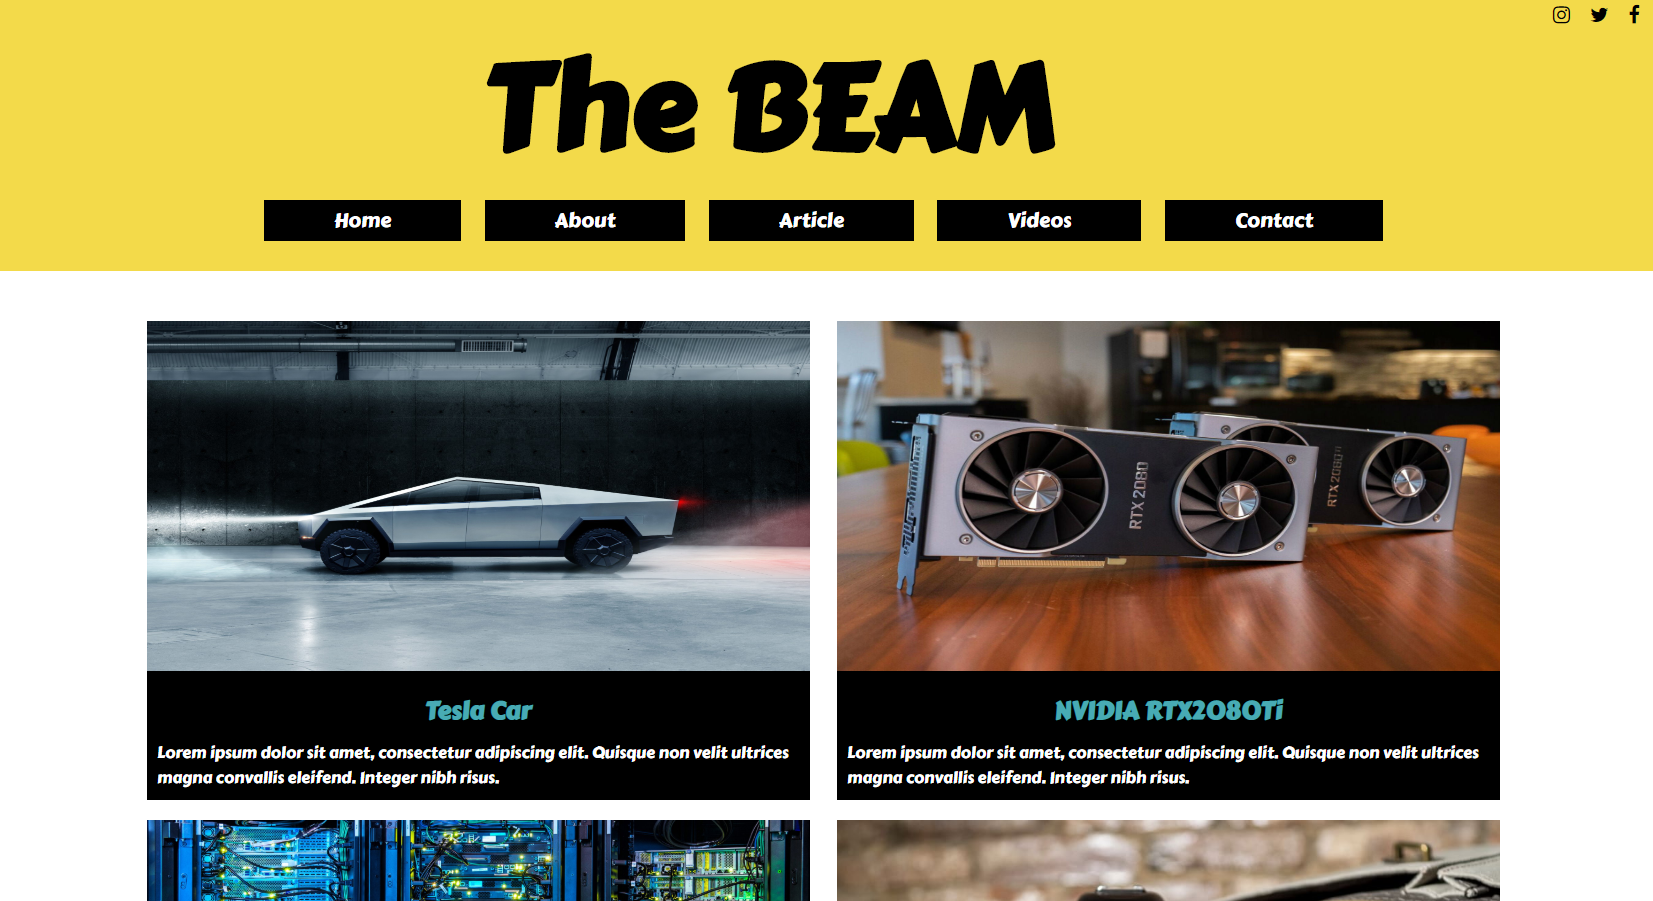 The BEAM
Home About Article Videos Contact
RTX 2080
RTX 2080
Tesla Car
Lorem ipsum dolor sit amet, consectetur adipiscing elit. Quisque non velit ultrices
magna convallis eleifend. Integer nibh risus.
NVIDIA RTX2080Ti
Lorem ipsum dolor sit amet, consectetur adipiscing elit. Quisque non velit ultrices
magna convallis eleifend. Integer nibh risus.